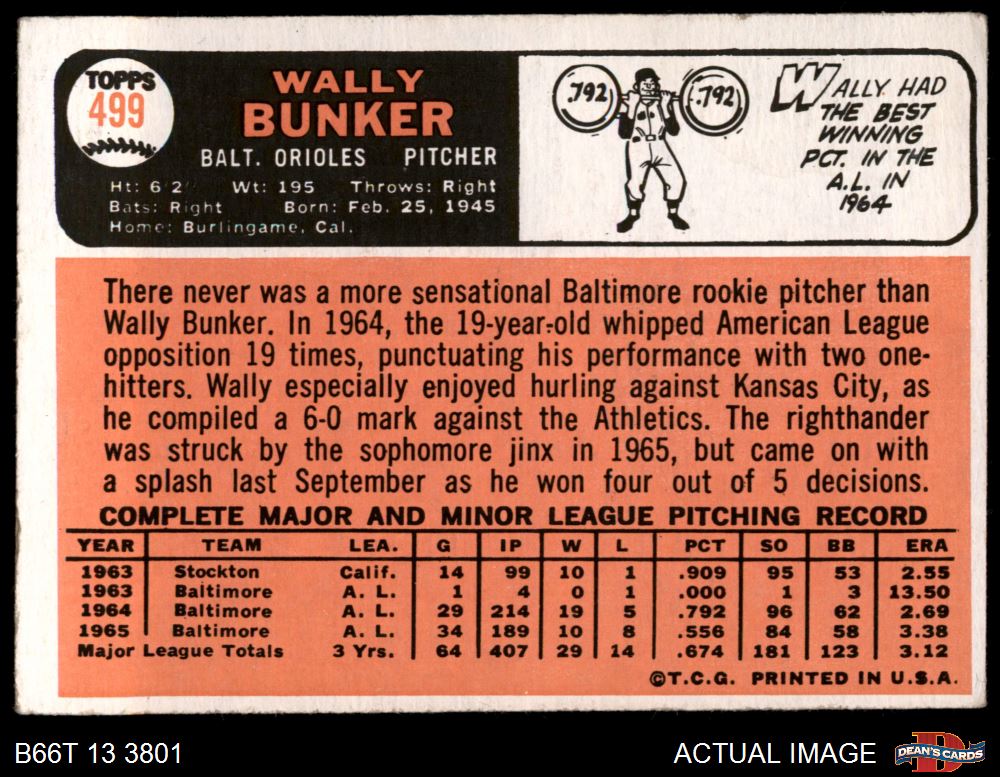 TOPPS
499
WALLY
BUNKER
BALT. ORIOLES PITCHER
Ht: 6'2" Wt: 195 Throws: Right
Bats: Right Born: Feb. 25, 1945
Home: Burlingame, Cal.
.792 .792
WALLY HAD
THE BEST
WINNING
PCT. IN THE
A.L. IN
1964
There never was a more sensational Baltimore rookie pitcher than
Wally Bunker. In 1964, the 19-year-old whipped American League
opposition 19 times, punctuating his performance with two one-
hitters. Wally especially enjoyed hurling against Kansas City, as
he compiled a 6-0 mark against the Athletics. The righthander
was struck by the sophomore jinx in 1965, but came on with
a splash last September as he won four out of 5 decisions.
COMPLETE MAJOR AND MINOR LEAGUE PITCHING RECORD
YEAR TEAM LEA. G IP W L PCT SO BB ERA
1963 Stockton Calif. 14 99 10 1 .909 95 53 2.55
1963 Baltimore A. L. 1 4 0 1 .000 1 3 13.50
1964 Baltimore A. L. 29 214 19 5 .792 96 62 2.69
1965 Baltimore A. L. 34 189 10 8 .556 84 58 3.38
Major League Totals 3 Yrs. 64 407 29 14 .674 181 123 3.12
©T.C.G. PRINTED IN U.S.A.
B66T 13 3801 ACTUAL IMAGE
DEAN'S CARDS